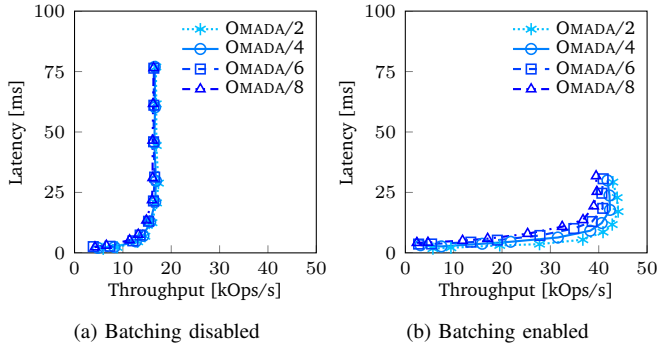 100
75
50
25
0
Latency [ms]
OMADA/2
OMADA/4
OMADA/6
OMADA/8
0 10 20 30 40 50
Throughput [kOps/s]
(a) Batching disabled
100
75
50
25
0
Latency [ms]
OMADA/2
OMADA/4
OMADA/6
OMADA/8
0 10 20 30 40 50
Throughput [kOps/s]
(b) Batching enabled